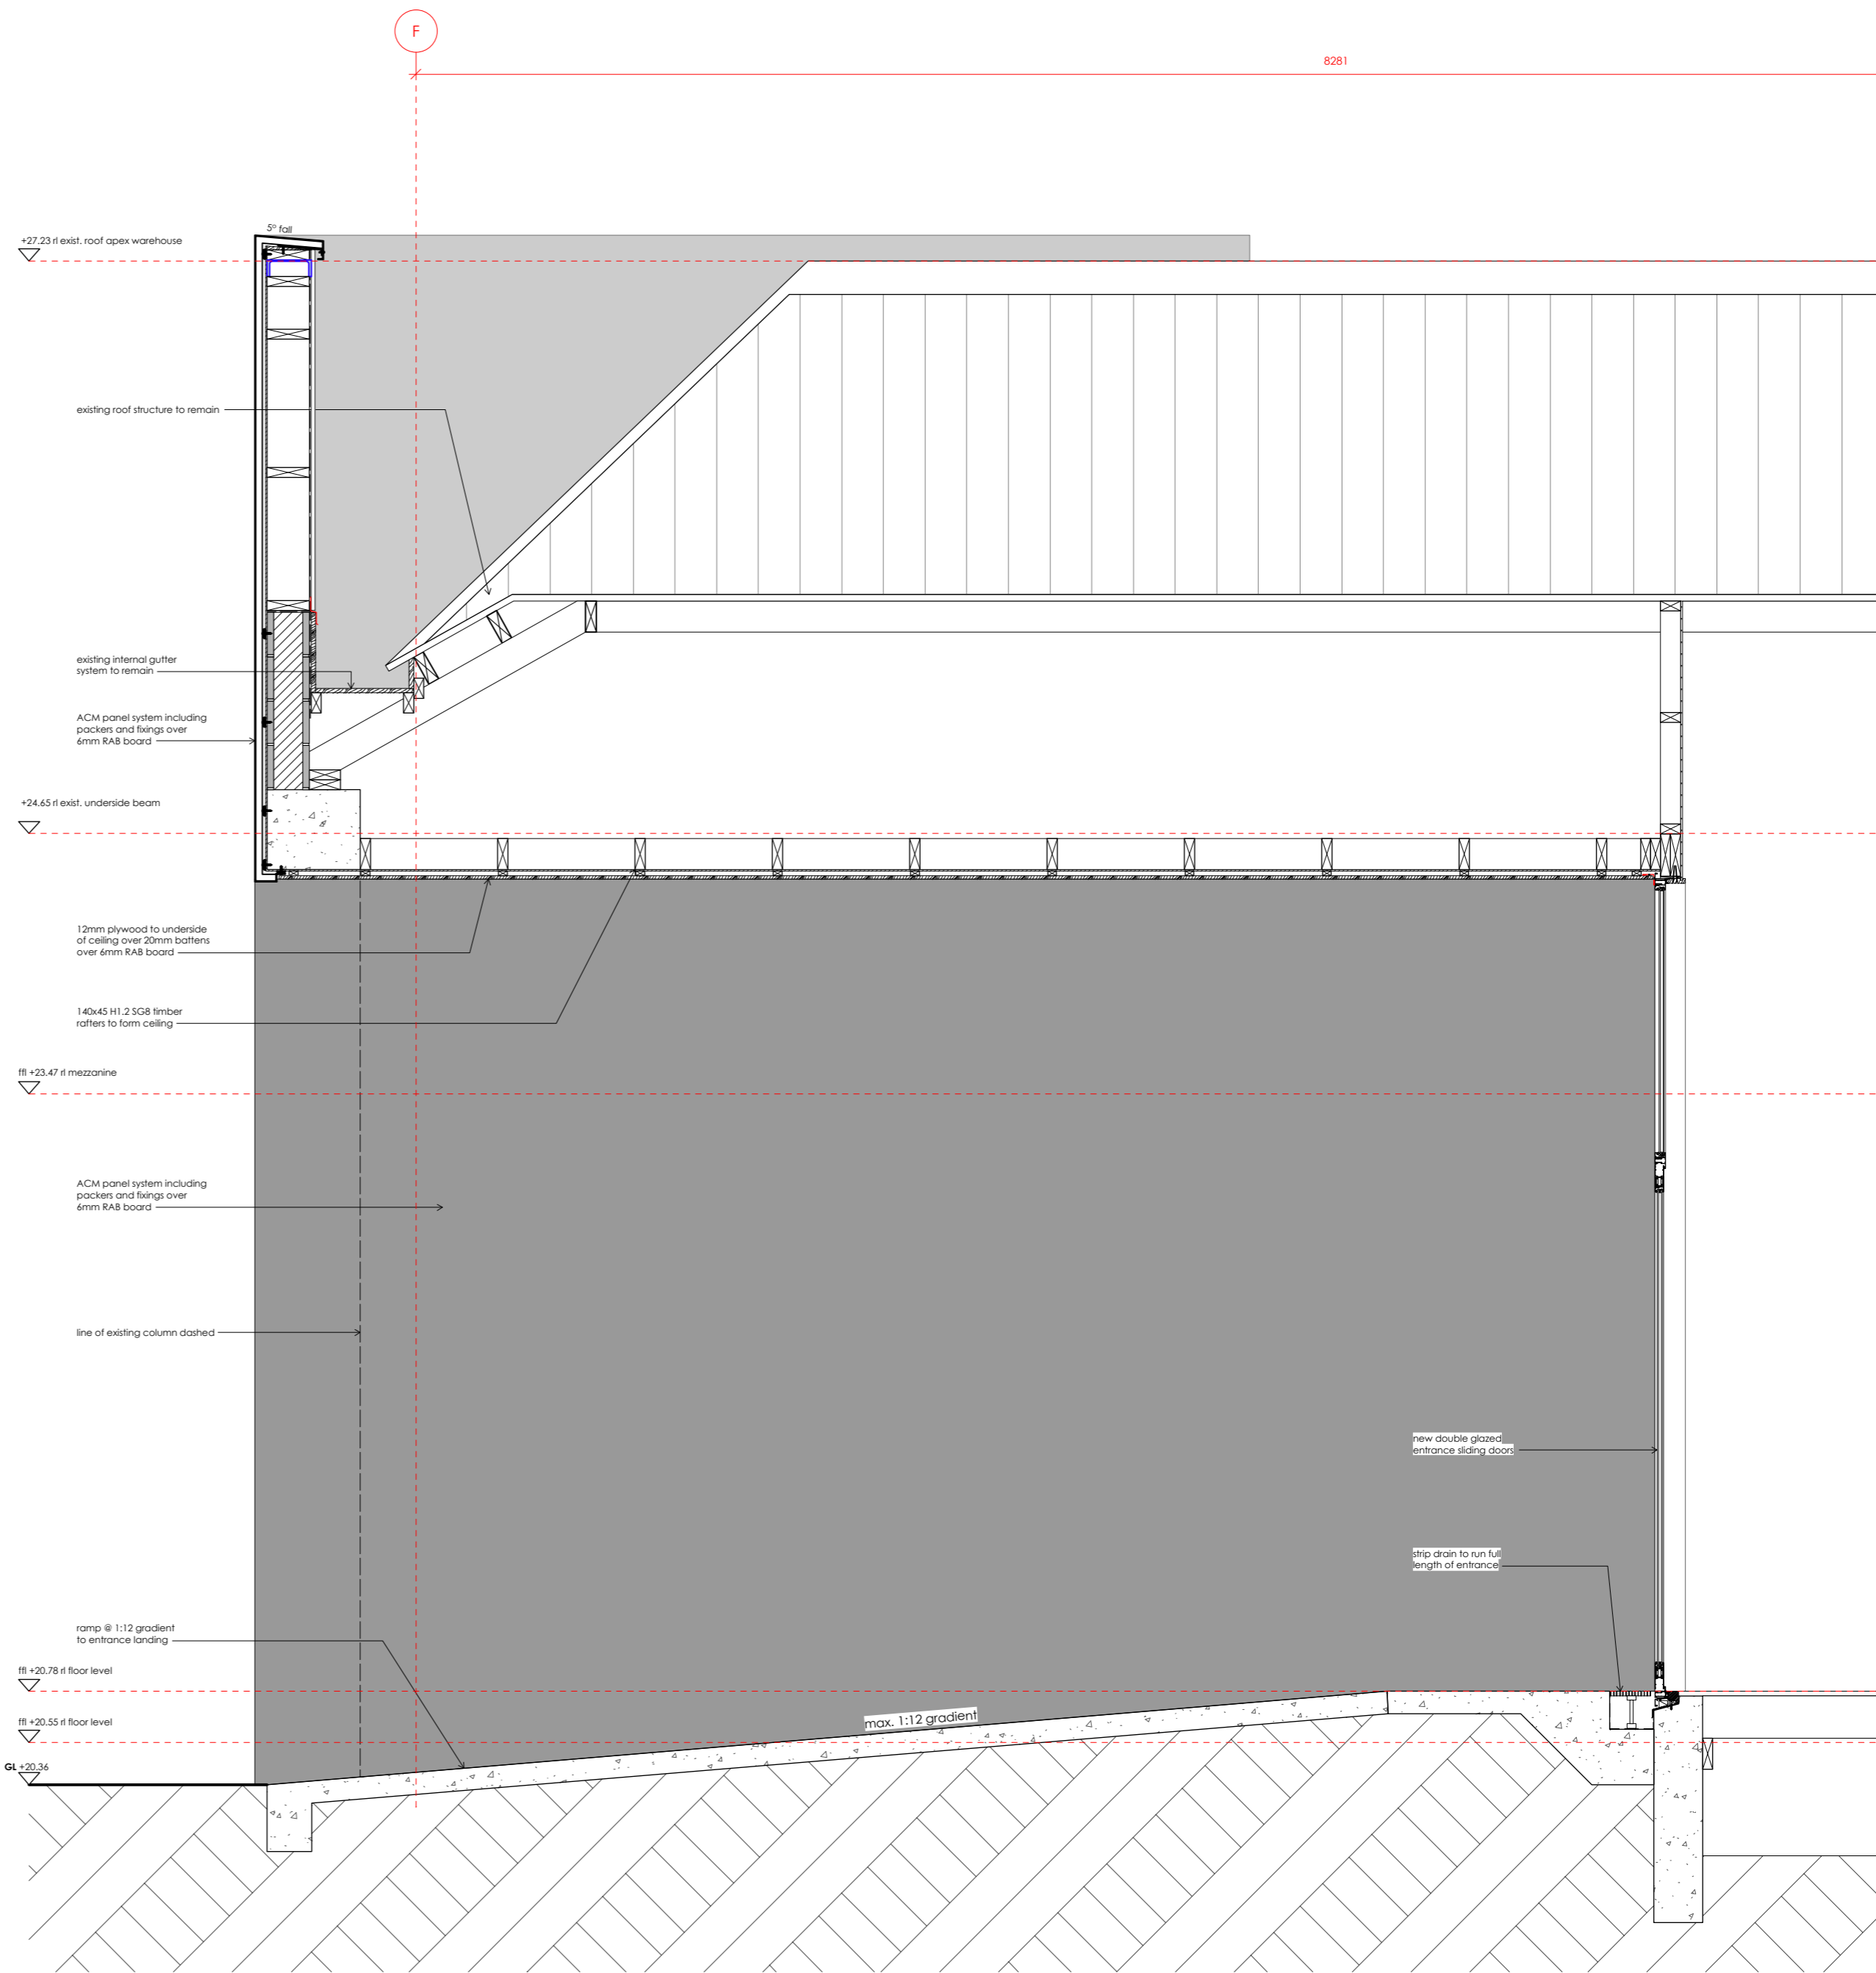 F
8281
5° fall
+27.23 rl exist. roof apex warehouse
existing roof structure to remain
existing internal gutter
system to remain
ACM panel system including
packers and fixings over
6mm RAB board
+24.65 rl exist. underside beam
12mm plywood to underside
of ceiling over 20mm battens
over 6mm RAB board
140x45 H1.2 SG8 timber
rafters to form ceiling
ffl +23.47 rl mezzanine
ACM panel system including
packers and fixings over
6mm RAB board
line of existing column dashed
new double glazed
entrance sliding doors
strip drain to run full
length of entrance
ramp @ 1:12 gradient
to entrance landing
ffl +20.78 rl floor level
max. 1:12 gradient
ffl +20.55 rl floor level
GL +20.36